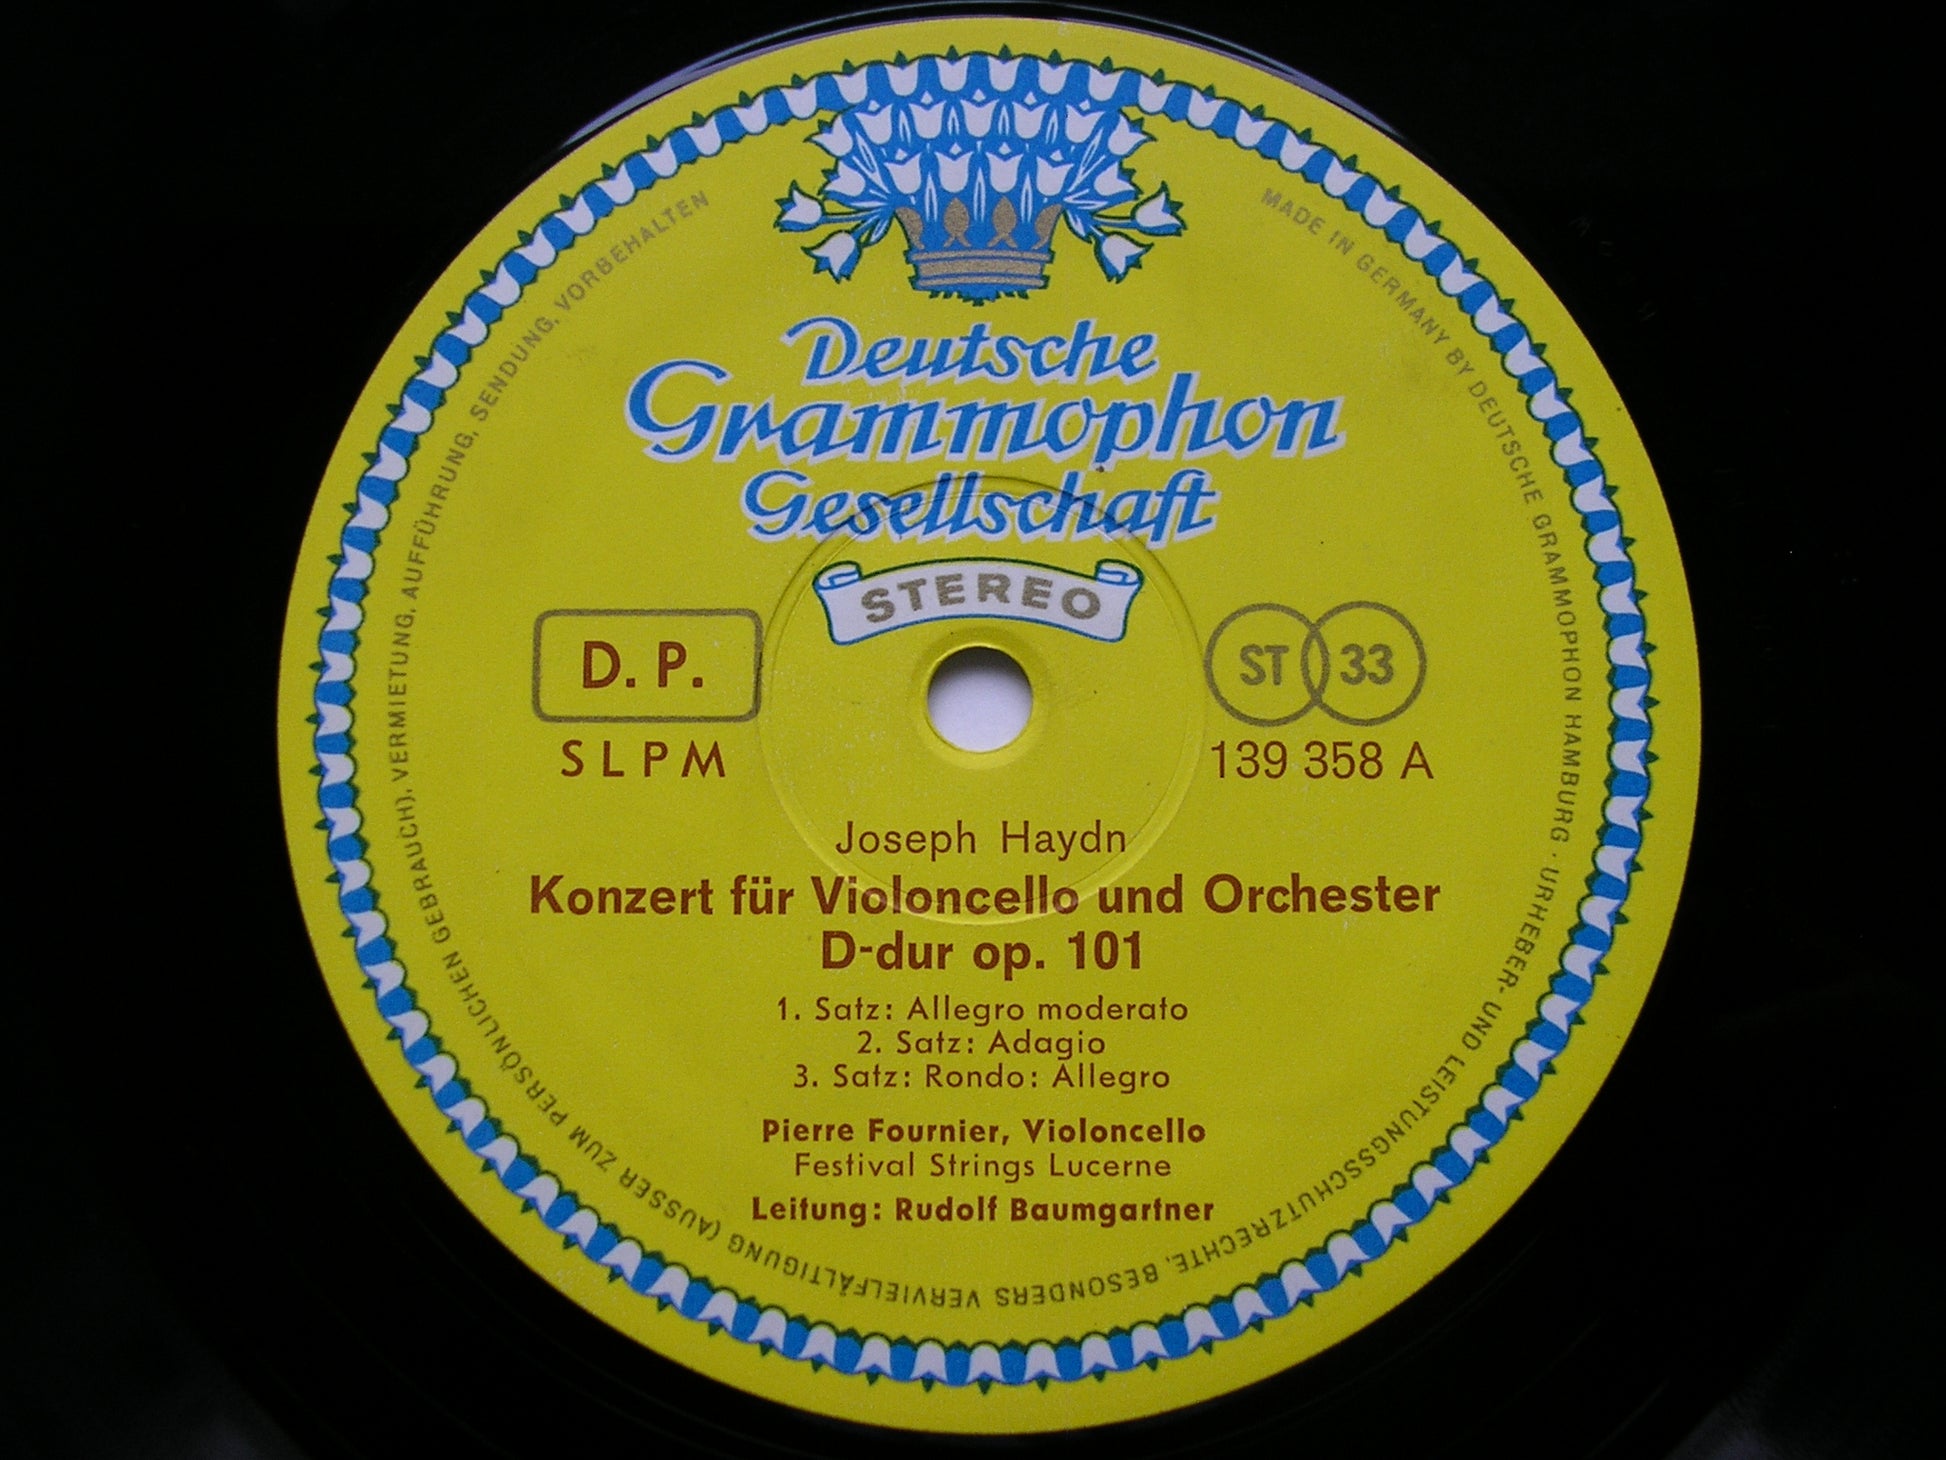 Deutsche
Grammophon
Gesellschaft
STEREO
D. P.
ST 33
SLPM
139 358 A
Joseph Haydn
Konzert für Violoncello und Orchester
D-dur op. 101
1. Satz: Allegro moderato
2. Satz: Adagio
3. Satz: Rondo: Allegro
Pierre Fournier, Violoncello
Festival Strings Lucerne
Leitung: Rudolf Baumgartner
MADE IN GERMANY BY DEUTSCHE GRAMMOPHON HAMBURG · URHEBER- UND LEISTUNGSSCHUTZRECHTE, BESONDERS VERVIELFÄLTIGUNG (AUSSER ZUM PERSÖNLICHEN GEBRAUCH), VERMIETUNG, AUFFÜHRUNG, SENDUNG, VORBEHALTEN